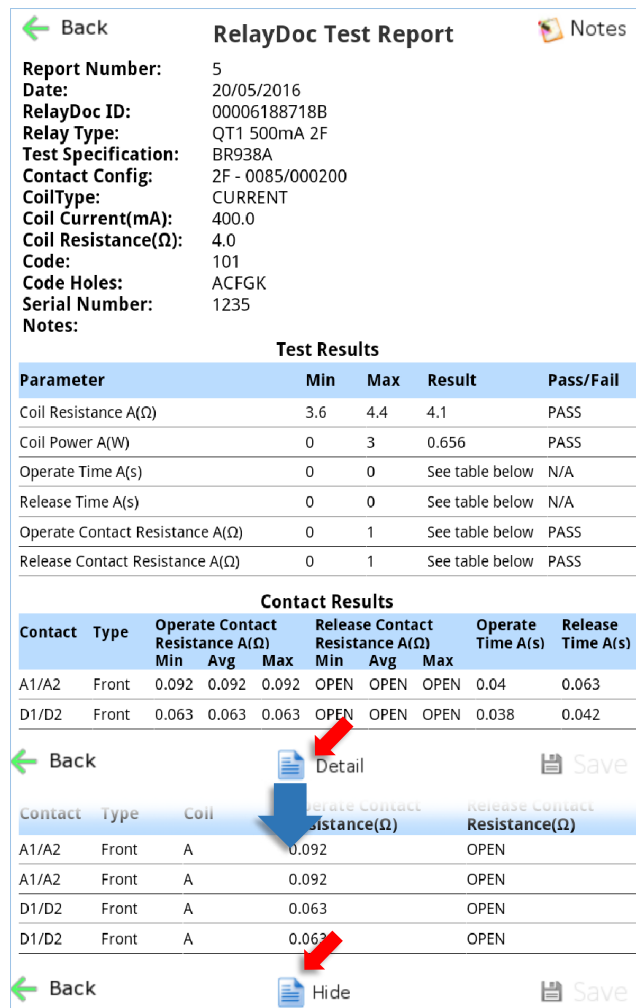 Back RelayDoc Test Report Notes
Report Number: 5
Date: 20/05/2016
RelayDoc ID: 00006188718B
Relay Type: QT1 500mA 2F
Test Specification: BR938A
Contact Config: 2F - 0085/000200
CoilType: CURRENT
Coil Current(mA): 400.0
Coil Resistance(Ω): 4.0
Code: 101
Code Holes: ACFGK
Serial Number: 1235
Notes:
Test Results
Parameter Min Max Result Pass/Fail
Coil Resistance A(Ω) 3.6 4.4 4.1 PASS
Coil Power A(W) 0 3 0.656 PASS
Operate Time A(s) 0 0 See table below N/A
Release Time A(s) 0 0 See table below N/A
Operate Contact Resistance A(Ω) 0 1 See table below PASS
Release Contact Resistance A(Ω) 0 1 See table below PASS
Contact Results
Contact Type Operate Contact Release Contact Operate Release
Resistance A(Ω) Resistance A(Ω) Time A(s) Time A(s)
Min Avg Max Min Avg Max
A1/A2 Front 0.092 0.092 0.092 OPEN OPEN OPEN 0.04 0.063
D1/D2 Front 0.063 0.063 0.063 OPEN OPEN OPEN 0.038 0.042
Back Detail Save
Contact Type Coil Operate Contact Release Contact
Resistance(Ω) Resistance(Ω)
A1/A2 Front A 0.092 OPEN
A1/A2 Front A 0.092 OPEN
D1/D2 Front A 0.063 OPEN
D1/D2 Front A 0.063 OPEN
Back Hide Save